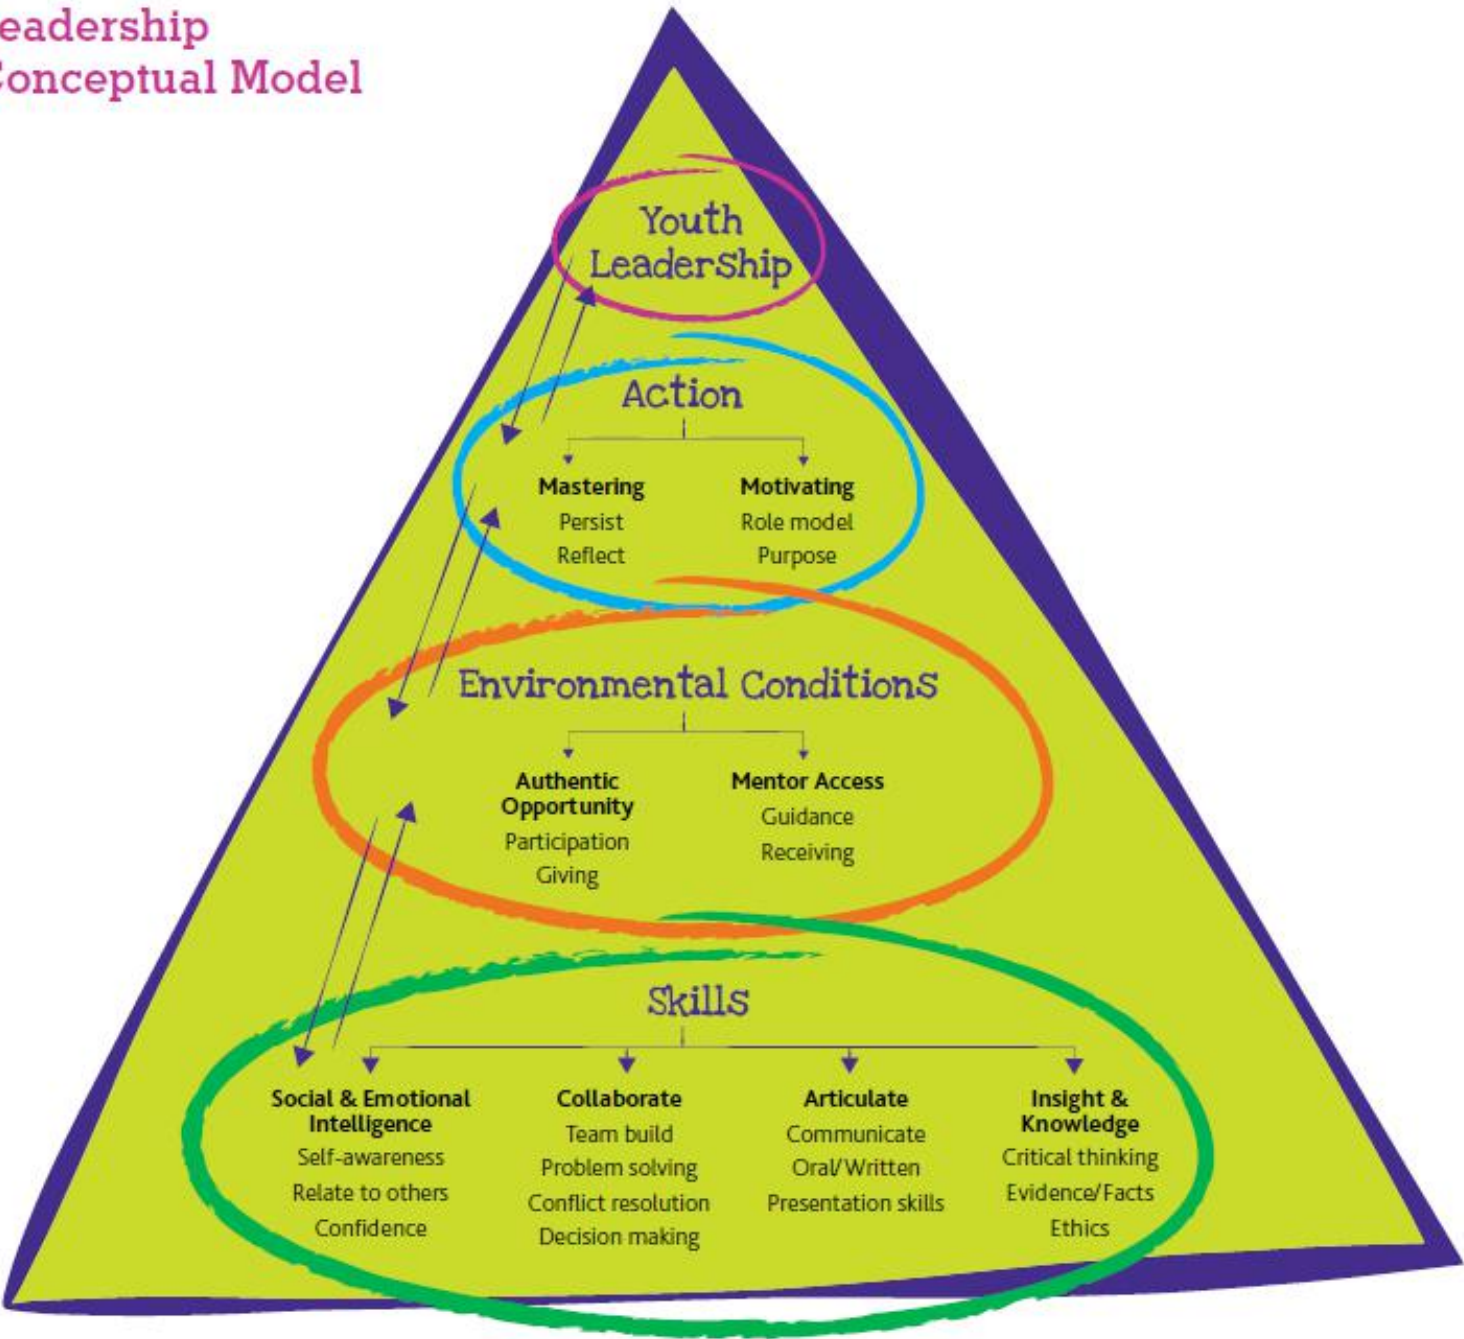 eadership
Conceptual Model
Youth
Leadership
Action
Mastering
Persist
Reflect
Motivating
Role model
Purpose
Environmental Conditions
Authentic
Opportunity
Participation
Giving
Mentor Access
Guidance
Receiving
Skills
Social & Emotional
Intelligence
Self-awareness
Relate to others
Confidence
Collaborate
Team build
Problem solving
Conflict resolution
Decision making
Articulate
Communicate
Oral/Written
Presentation skills
Insight &
Knowledge
Critical thinking
Evidence/Facts
Ethics